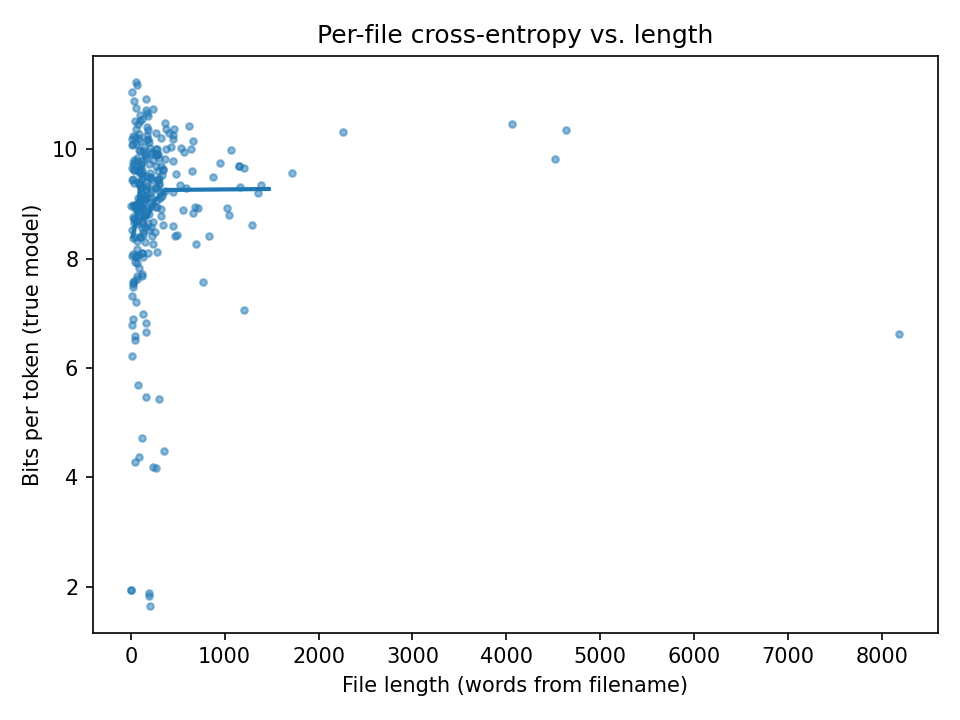 Per-file cross-entropy vs. length
Bits per token (true model)
10
8
6
4
2
0 1000 2000 3000 4000 5000 6000 7000 8000
File length (words from filename)